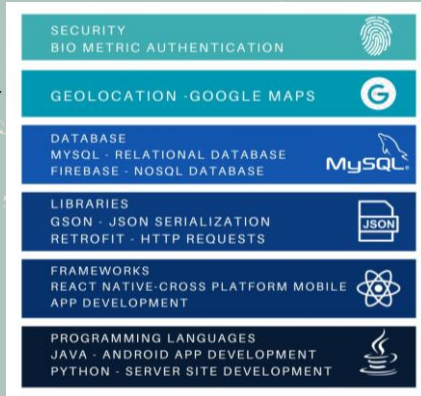 SECURITY
BIO METRIC AUTHENTICATION
GEOLOCATION -GOOGLE MAPS
G
DATABASE
MYSQL - RELATIONAL DATABASE
FIREBASE - NOSQL DATABASE
MySQL
LIBRARIES
GSON - JSON SERIALIZATION
RETROFIT - HTTP REQUESTS
JSON
FRAMEWORKS
REACT NATIVE-CROSS PLATFORM MOBILE
APP DEVELOPMENT
PROGRAMMING LANGUAGES
JAVA - ANDROID APP DEVELOPMENT
PYTHON - SERVER SITE DEVELOPMENT